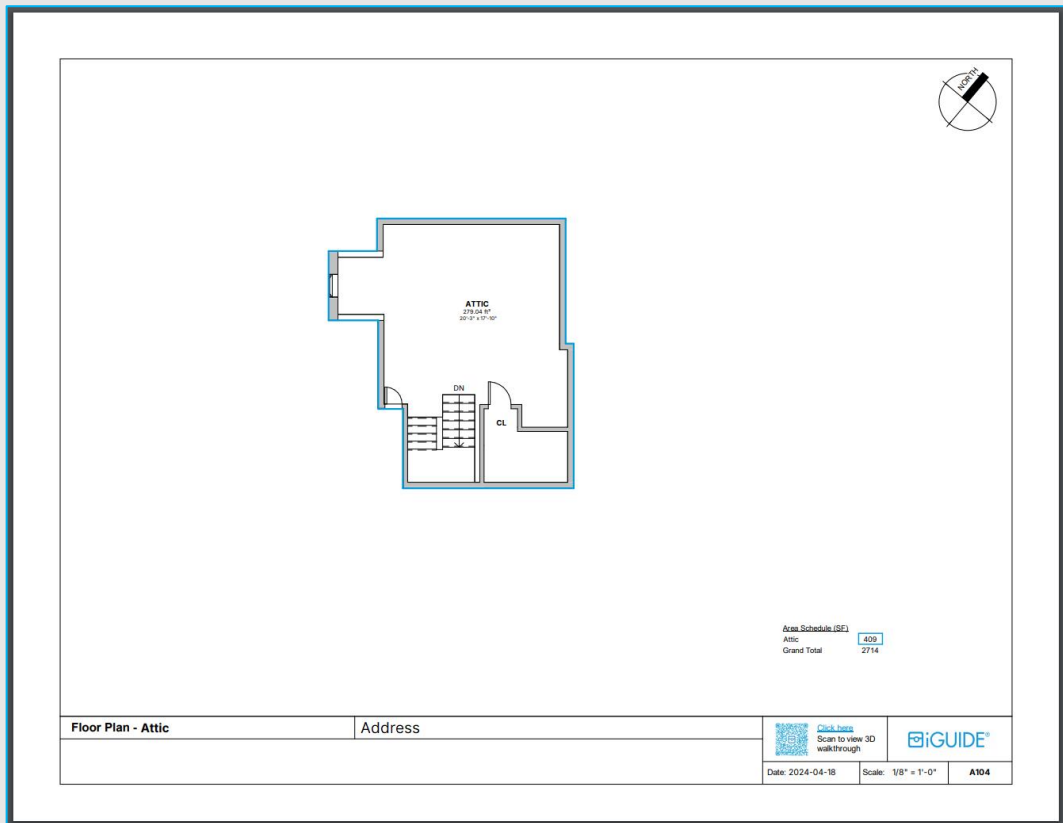 NORTH
ATTIC
279.04 ft²
20'-3" x 17'-10"
DN
CL
Area Schedule (SF)
Attic 409
Grand Total 2714
Floor Plan - Attic
Address
Click here
Scan to view 3D
walkthrough
iGUIDE®
Date: 2024-04-18
Scale: 1/8" = 1'-0"
A104